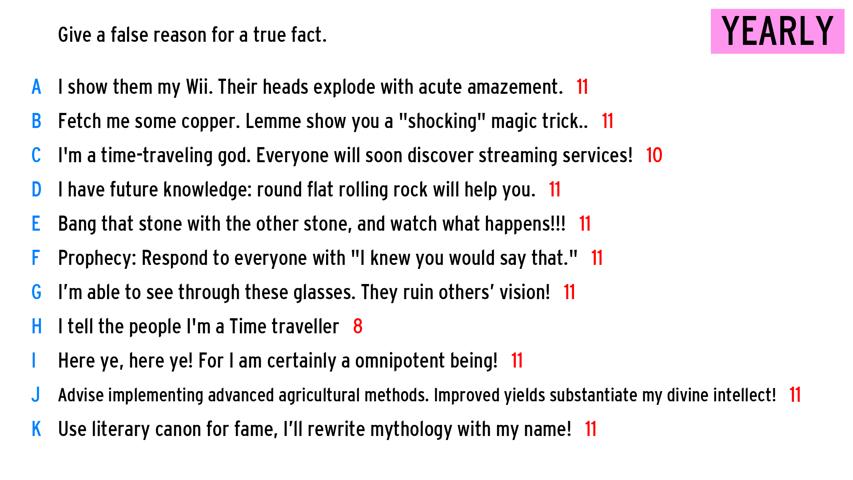 Give a false reason for a true fact.
YEARLY
A I show them my Wii. Their heads explode with acute amazement. 11
B Fetch me some copper. Lemme show you a "shocking" magic trick.. 11
C I'm a time-traveling god. Everyone will soon discover streaming services! 10
D I have future knowledge: round flat rolling rock will help you. 11
E Bang that stone with the other stone, and watch what happens!!! 11
F Prophecy: Respond to everyone with "I knew you would say that." 11
G I’m able to see through these glasses. They ruin others’ vision! 11
H I tell the people I'm a Time traveller 8
I Here ye, here ye! For I am certainly a omnipotent being! 11
J Advise implementing advanced agricultural methods. Improved yields substantiate my divine intellect! 11
K Use literary canon for fame, I’ll rewrite mythology with my name! 11